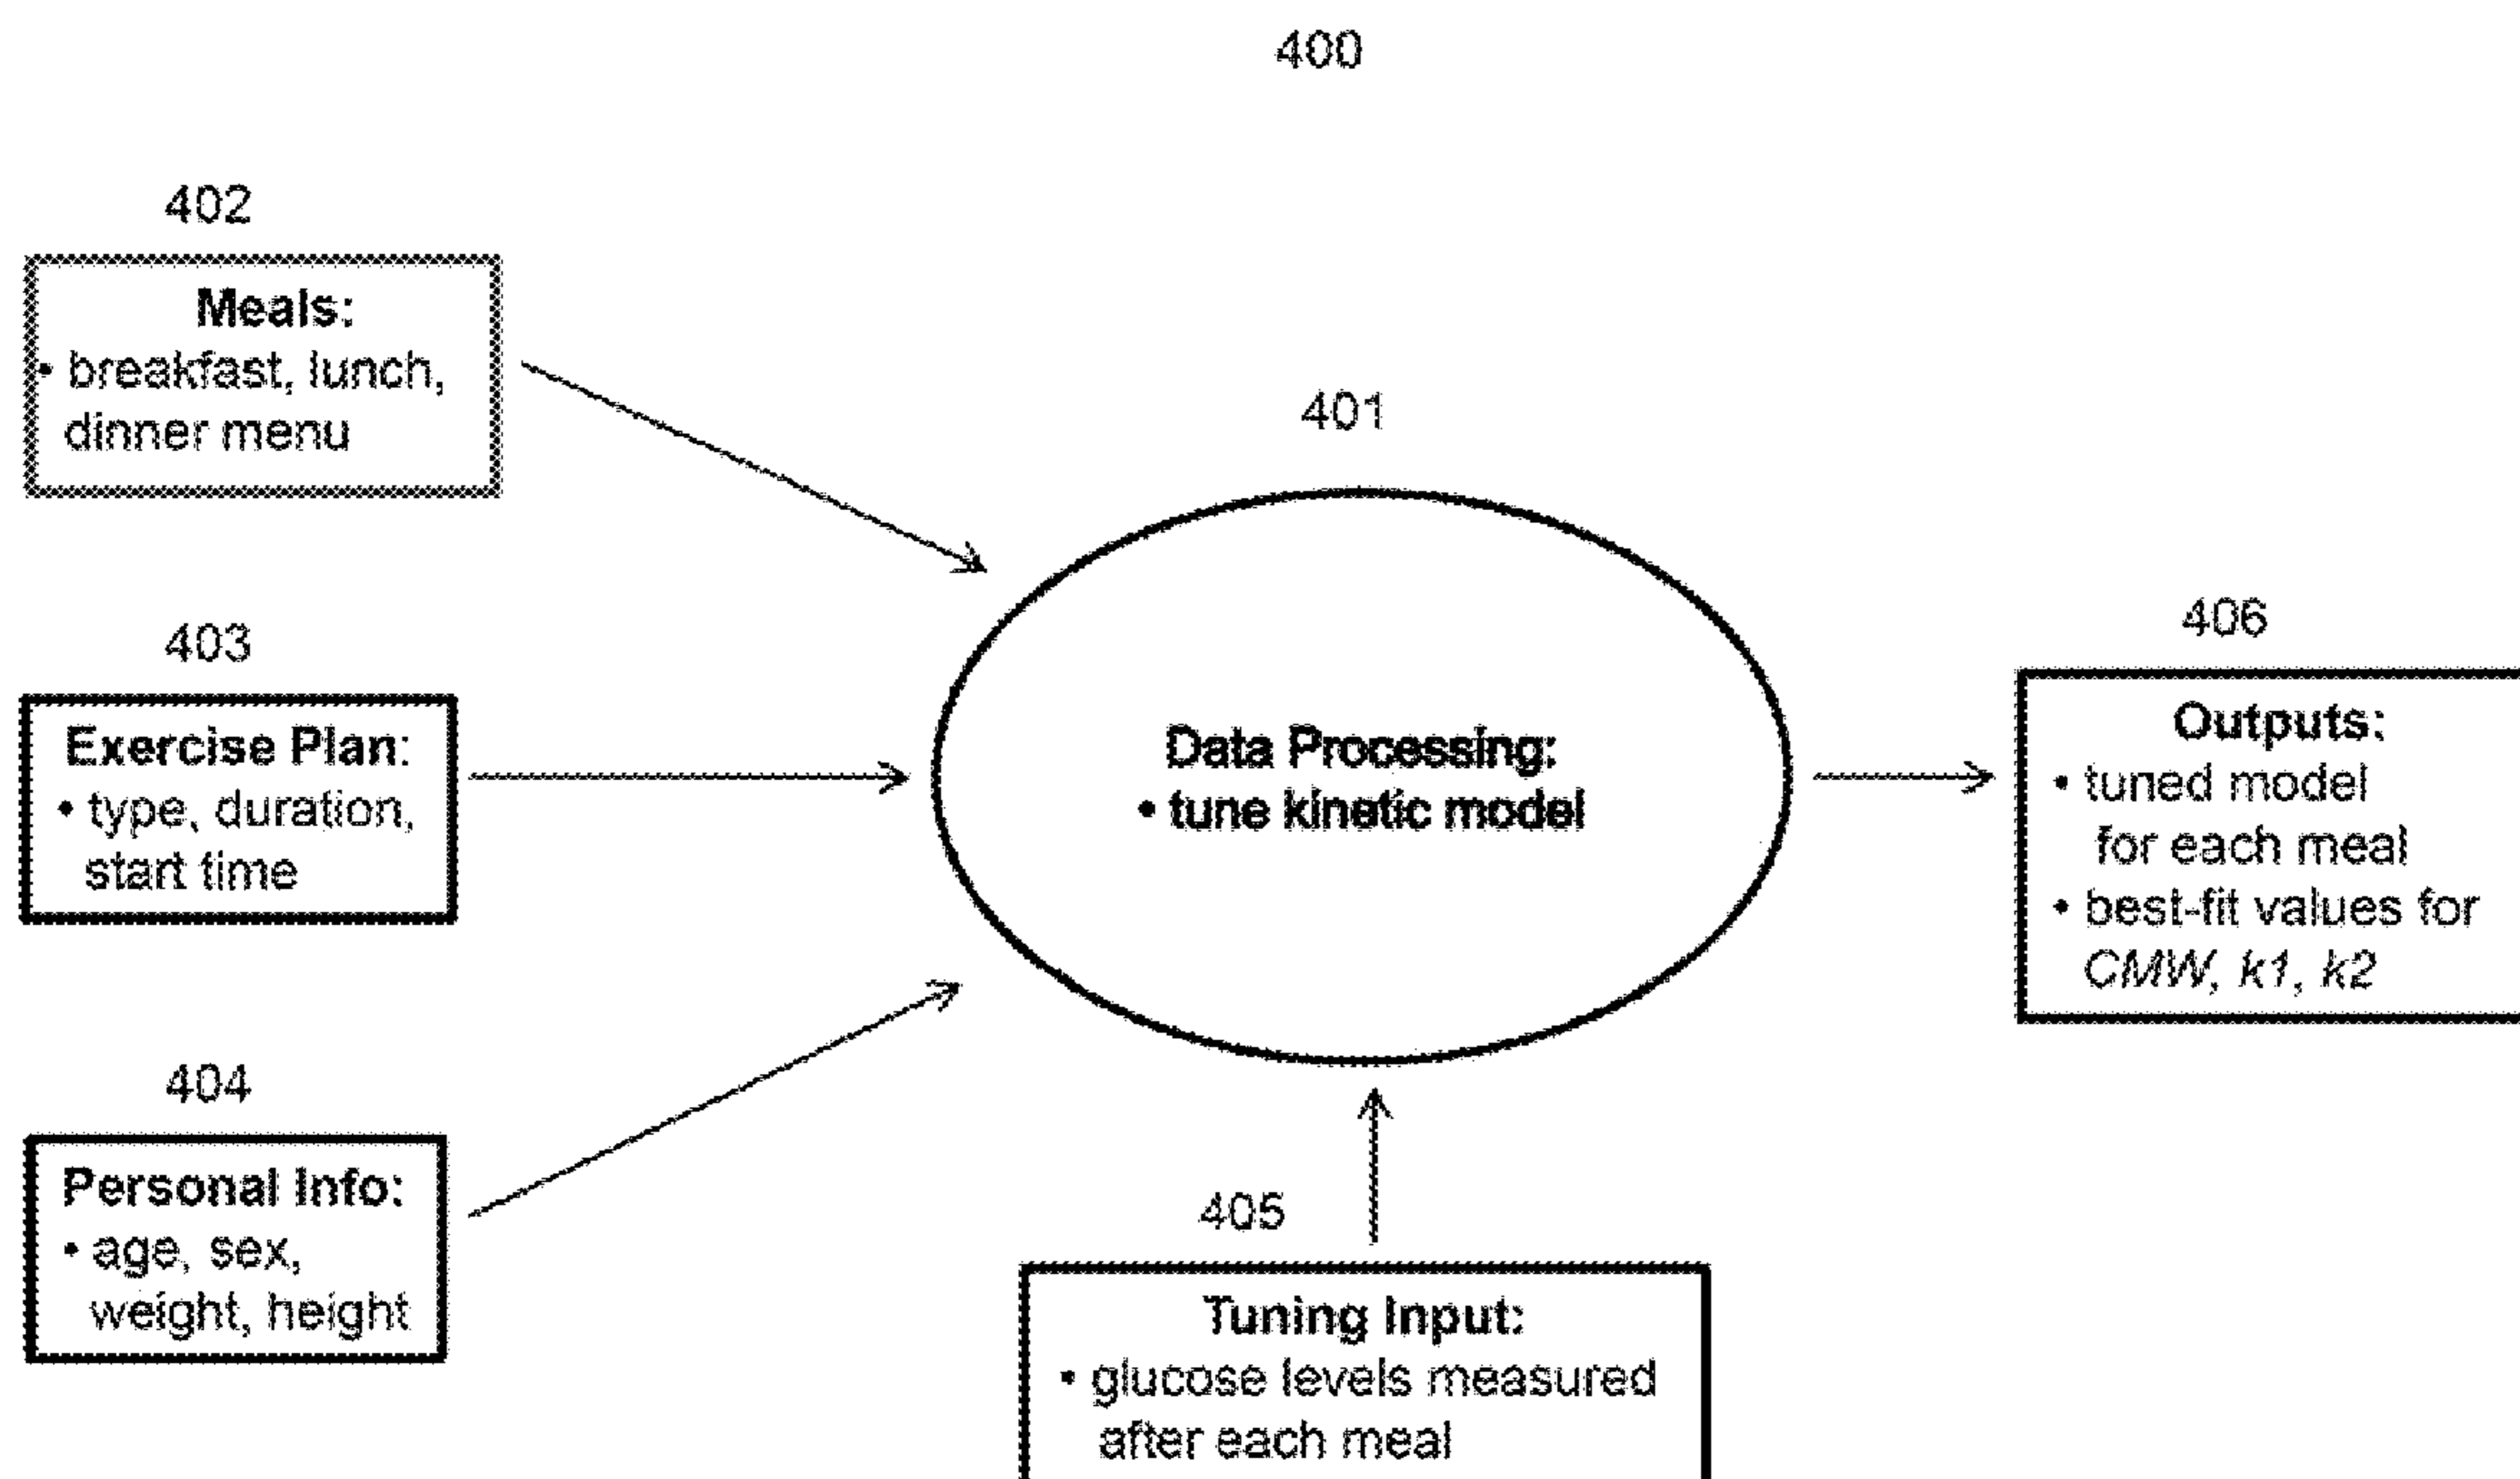 400
402
Meals:
• breakfast, lunch,
dinner menu
401
403
Exercise Plan:
• type, duration,
start time
Data Processing:
• tune kinetic model
406
Outputs:
• tuned model
for each meal
• best-fit values for
CMW, k1, k2
404
Personal Info:
• age, sex,
weight, height
405
Tuning Input:
• glucose levels measured
after each meal